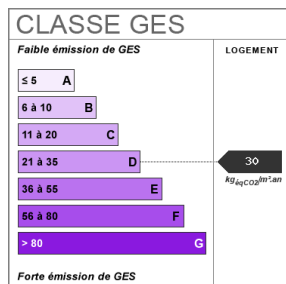 CLASSE GES
Faible émission de GES
LOGEMENT
≤ 5 A
6 à 10 B
11 à 20 C
21 à 35 D
30
kgéqCO2/m².an
36 à 55 E
56 à 80 F
> 80 G
Forte émission de GES